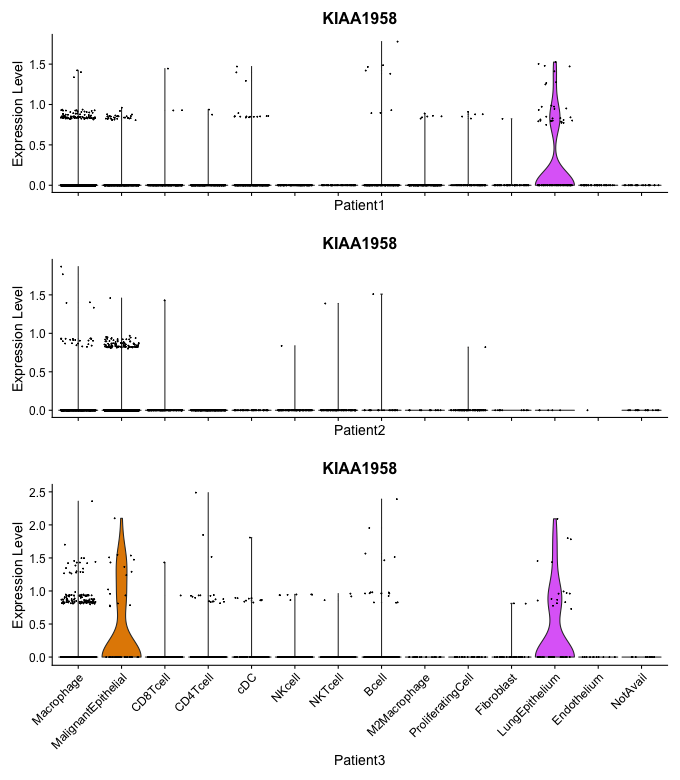 KIAA1958
Expression Level
1.5
1.0
0.5
0.0
Patient1
KIAA1958
Expression Level
1.5
1.0
0.5
0.0
Patient2
KIAA1958
Expression Level
2.5
2.0
1.5
1.0
0.5
0.0
Macrophage
MalignantEpithelial
CD8Tcell
CD4Tcell
cDC
NKcell
NKTcell
Bcell
M2Macrophage
ProliferatingCell
Fibroblast
LungEpithelium
Endothelium
NotAvail
Patient3